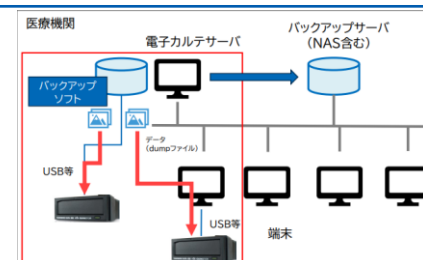 医療機関
電子カルテサーバ
バックアップサーバ
(NAS含む)
バックアップ
ソフト
データ
(dumpファイル)
USB等
USB等
端末